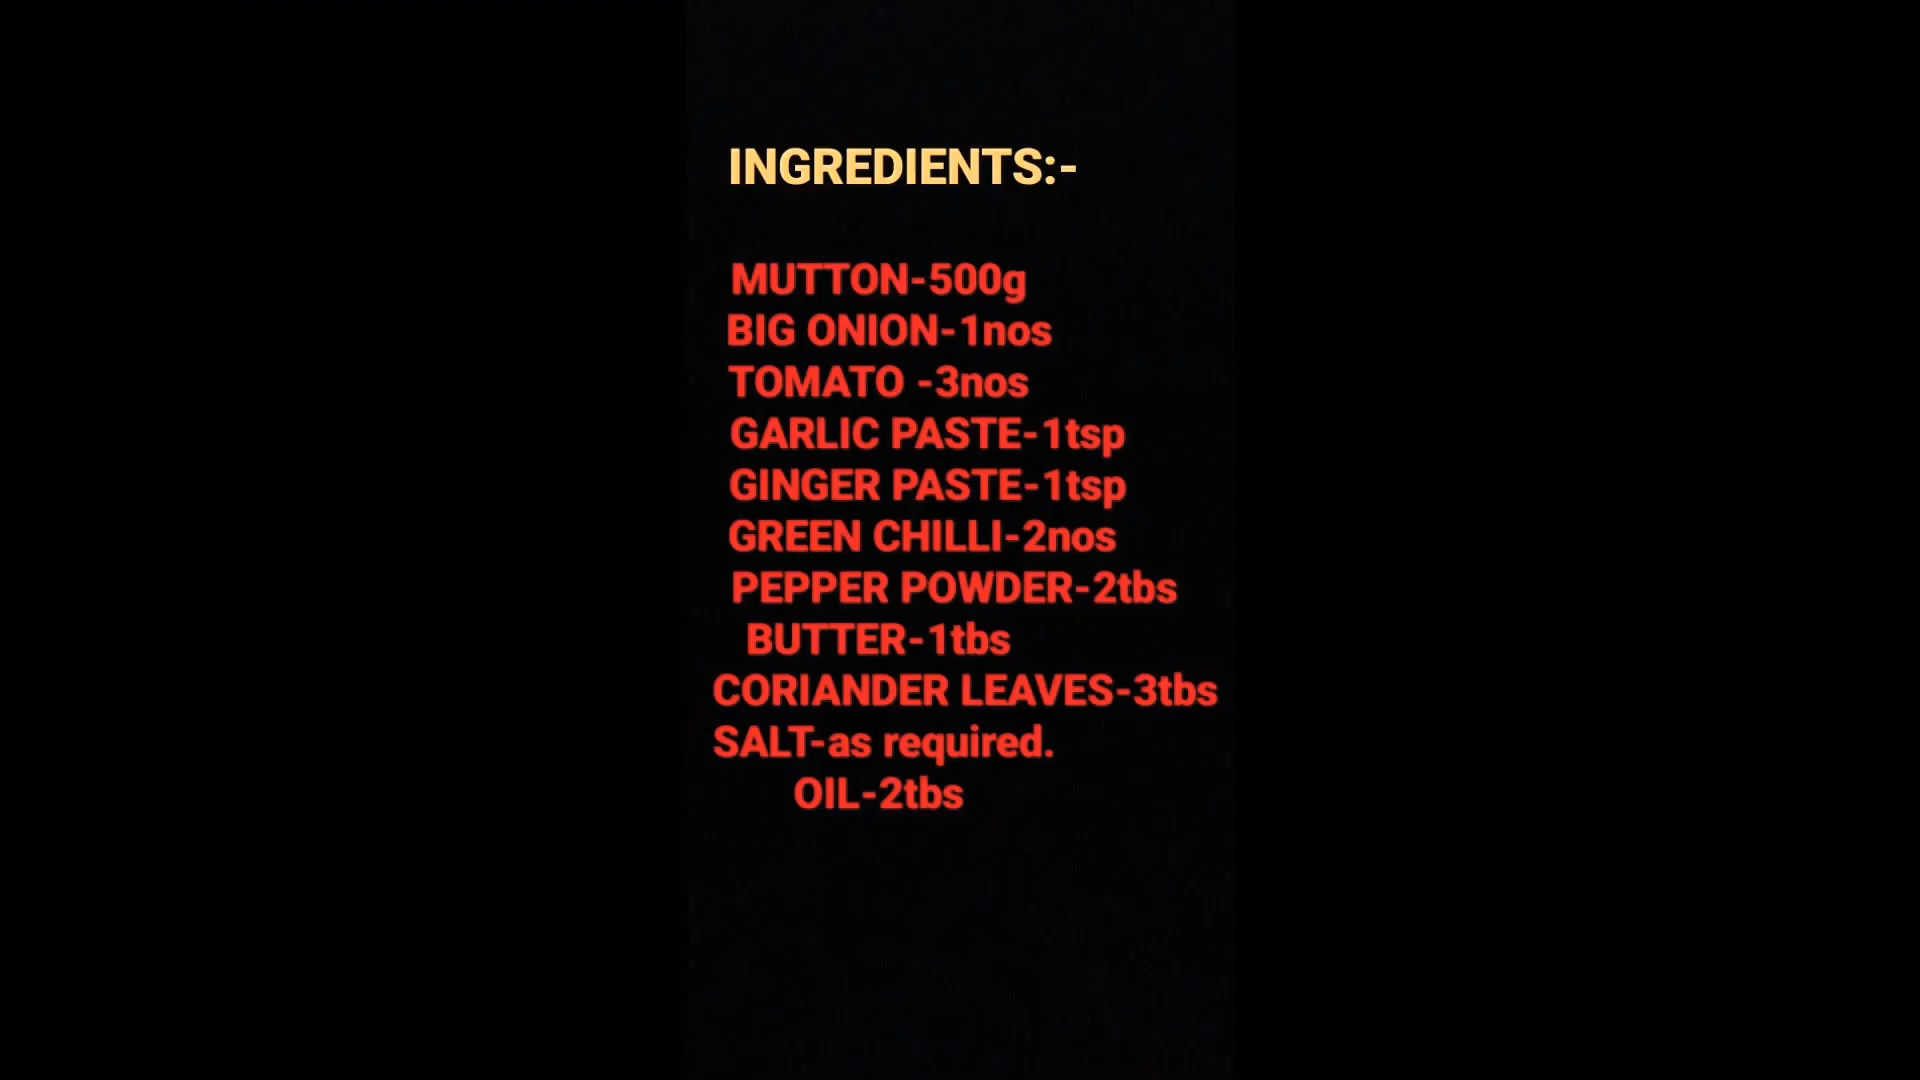 INGREDIENTS:-
MUTTON-500g
BIG ONION-1nos
TOMATO -3nos
GARLIC PASTE-1tsp
GINGER PASTE-1tsp
GREEN CHILLI-2nos
PEPPER POWDER-2tbs
BUTTER-1tbs
CORIANDER LEAVES-3tbs
SALT-as required.
OIL-2tbs